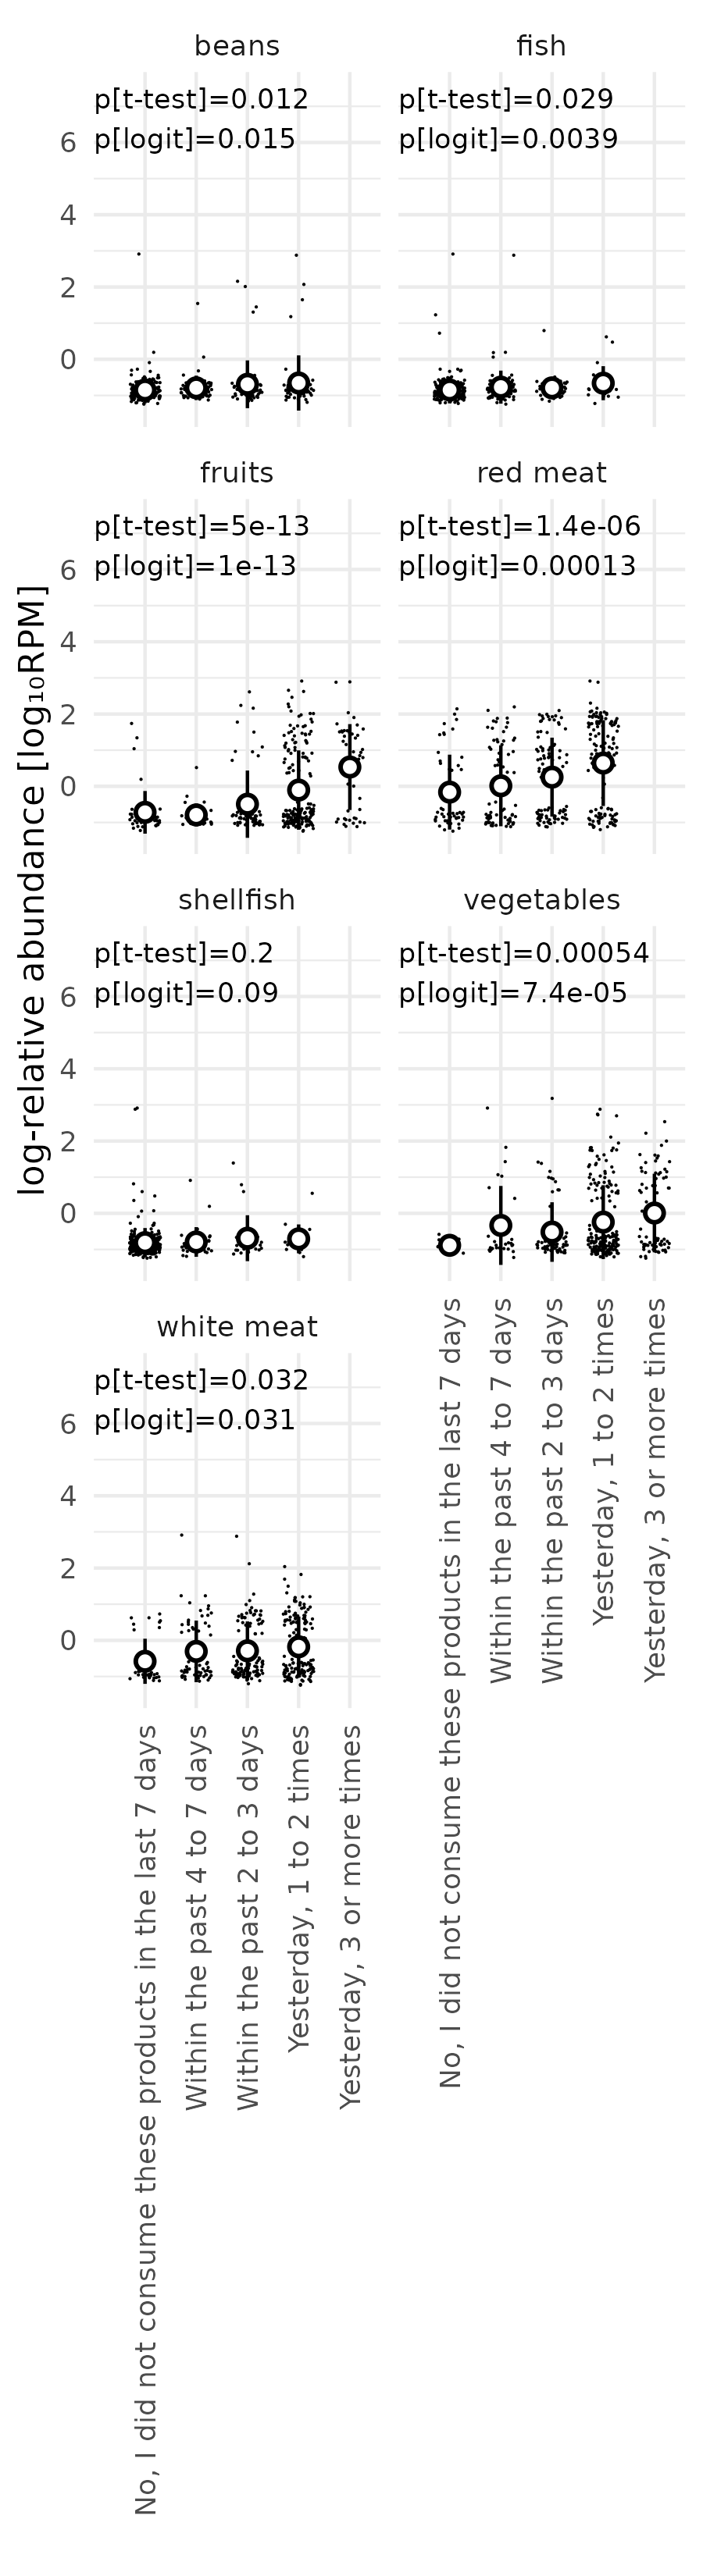 beans
p[t-test]=0.012
p[logit]=0.015
6
4
2
0
fish
p[t-test]=0.029
p[logit]=0.0039
fruits
p[t-test]=5e-13
p[logit]=1e-13
6
4
2
0
red meat
p[t-test]=1.4e-06
p[logit]=0.00013
log-relative abundance [log₁₀RPM]
shellfish
p[t-test]=0.2
p[logit]=0.09
6
4
2
0
vegetables
p[t-test]=0.00054
p[logit]=7.4e-05
No, I did not consume these products in the last 7 days
Within the past 4 to 7 days
Within the past 2 to 3 days
Yesterday, 1 to 2 times
Yesterday, 3 or more times
white meat
p[t-test]=0.032
p[logit]=0.031
6
4
2
0
No, I did not consume these products in the last 7 days
Within the past 4 to 7 days
Within the past 2 to 3 days
Yesterday, 1 to 2 times
Yesterday, 3 or more times